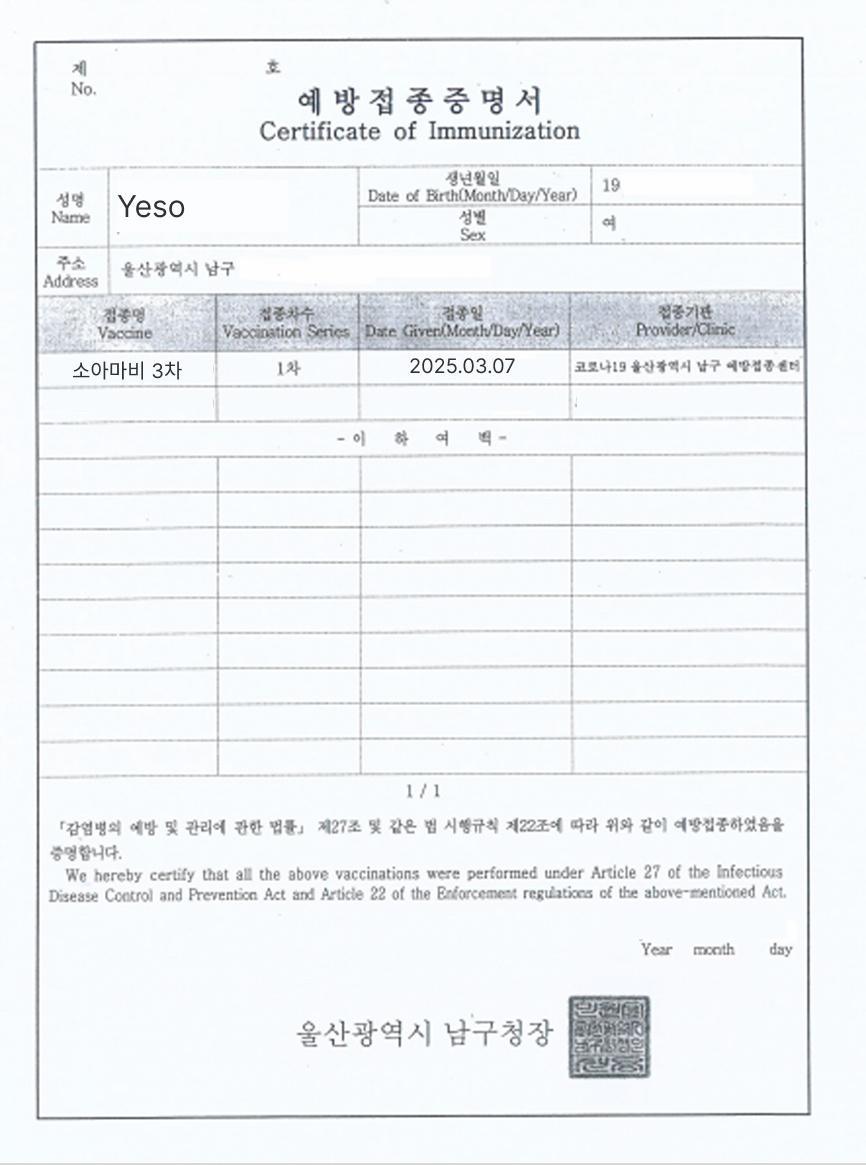 제 호
No.
예방접종증명서
Certificate of Immunization
성명
Name
Yeso
생년월일
Date of Birth(Month/Day/Year)
19
성별
Sex
여
주소
Address
울산광역시 남구
접종명
Vaccine
접종차수
Vaccination Series
접종일
Date Given(Month/Day/Year)
접종기관
Provider/Clinic
소아마비 3차
1차
2025.03.07
코로나19 울산광역시 남구 예방접종센터
- 이 하 여 백 -
1 / 1
「감염병의 예방 및 관리에 관한 법률」 제27조 및 같은 법 시행규칙 제22조에 따라 위와 같이 예방접종하였음을
증명합니다.
We hereby certify that all the above vaccinations were performed under Article 27 of the Infectious
Disease Control and Prevention Act and Article 22 of the Enforcement regulations of the above-mentioned Act.
Year month day
울산광역시 남구청장